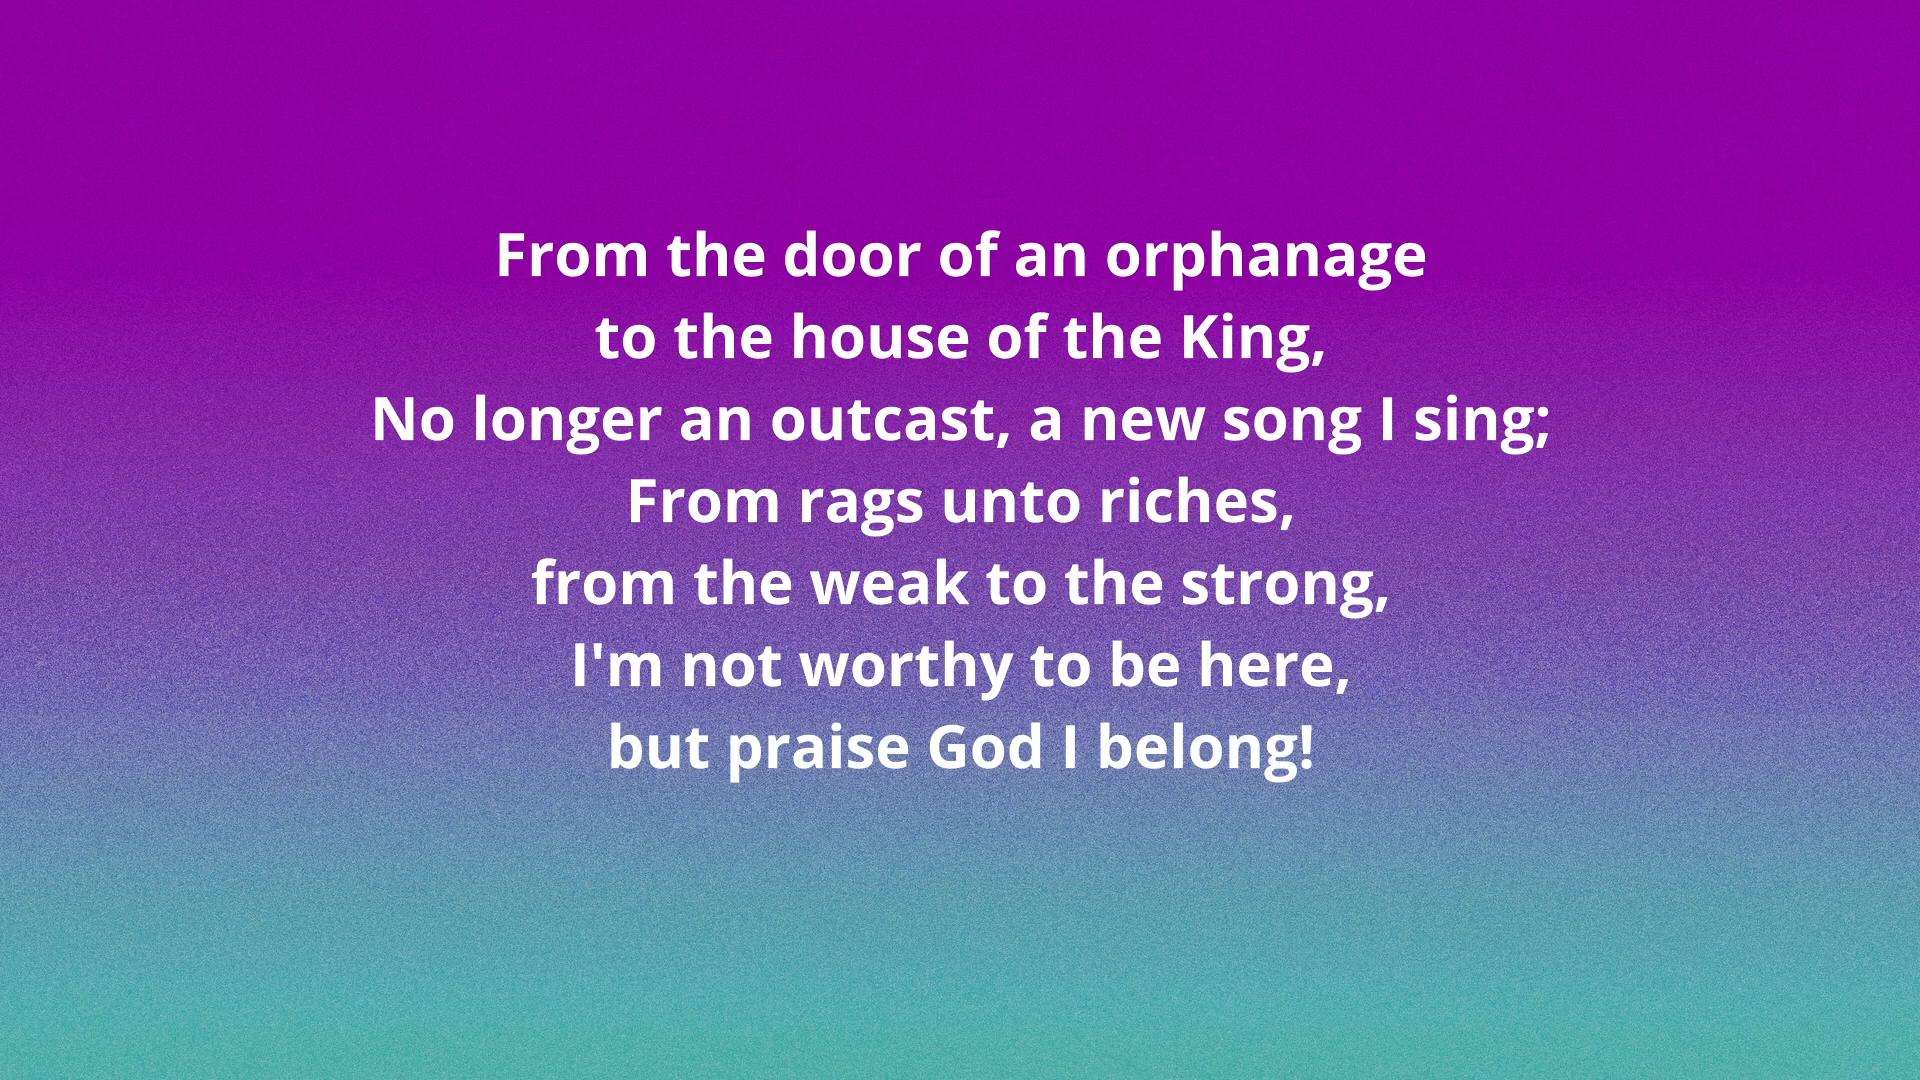 From the door of an orphanage
to the house of the King,
No longer an outcast, a new song I sing;
From rags unto riches,
from the weak to the strong,
I'm not worthy to be here,
but praise God I belong!